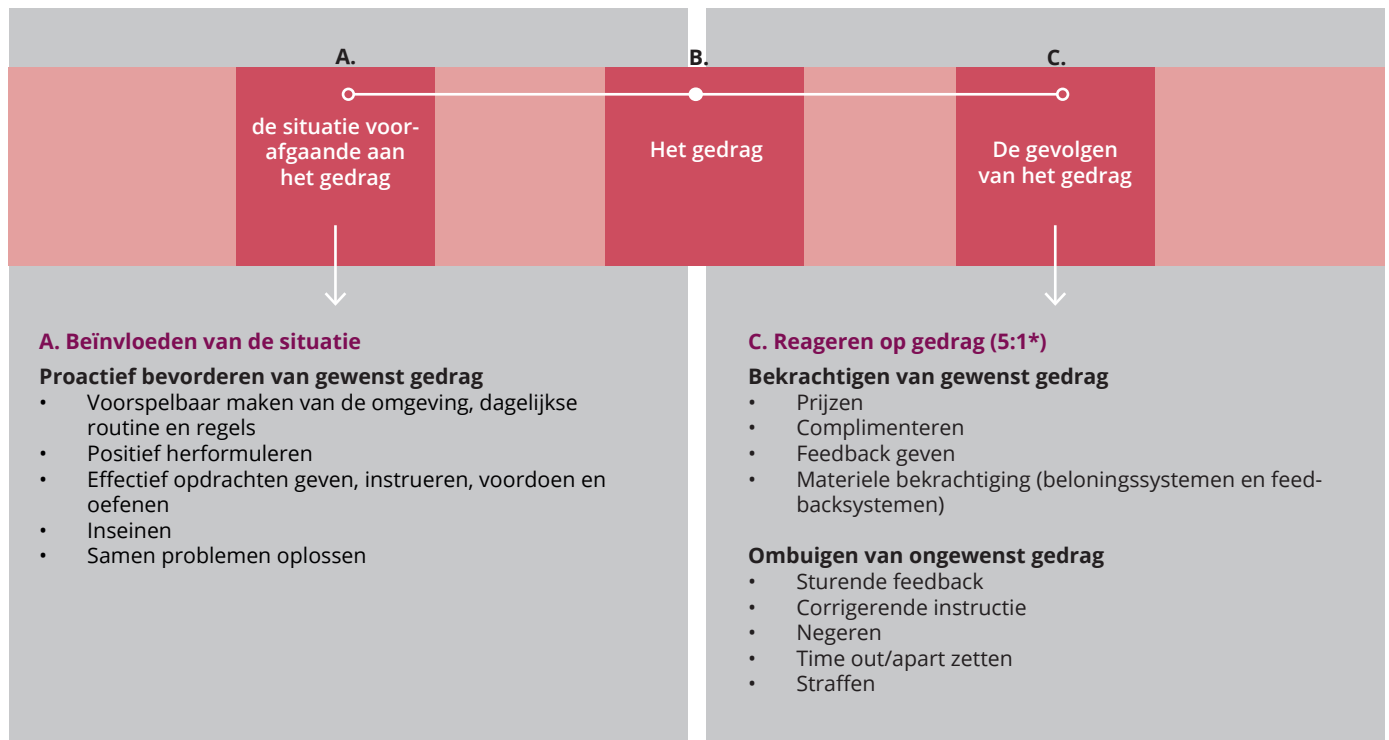 A.
B.
C.
de situatie voor-
afgaande aan
het gedrag
Het gedrag
De gevolgen
van het gedrag
A. Beïnvloeden van de situatie
Proactief bevorderen van gewenst gedrag
• Voorspelbaar maken van de omgeving, dagelijkse
routine en regels
• Positief herformuleren
• Effectief opdrachten geven, instrueren, voordoen en
oefenen
• Inseinen
• Samen problemen oplossen
C. Reageren op gedrag (5:1*)
Bekrachtigen van gewenst gedrag
• Prijzen
• Complimenteren
• Feedback geven
• Materiele bekrachtiging (beloningssystemen en feed-
backsystemen)
Ombuigen van ongewenst gedrag
• Sturende feedback
• Corrigerende instructie
• Negeren
• Time out/apart zetten
• Straffen